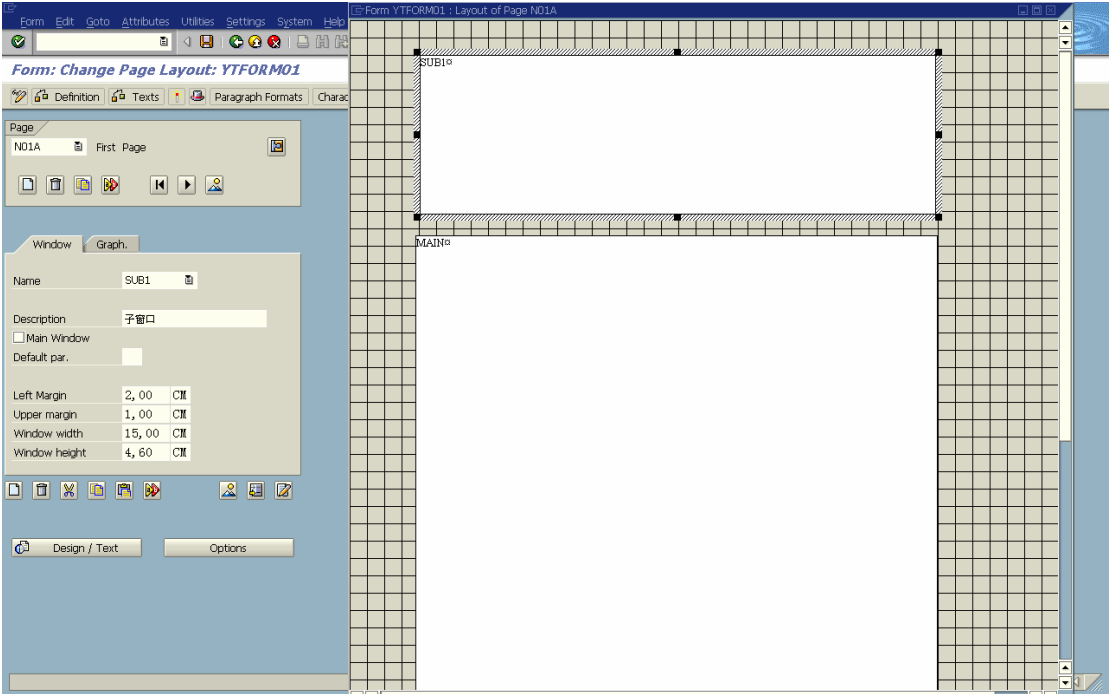 Form Edit Goto Attributes Utilities Settings System Help
Form YTFORM01 : Layout of Page N01A
Form: Change Page Layout: YTFORM01
Definition Texts Paragraph Formats Charac
Page
N01A First Page
Window Graph.
Name SUB1
Description 子窗口
Main Window
Default par.
Left Margin 2,00 CM
Upper margin 1,00 CM
Window width 15,00 CM
Window height 4,60 CM
Design / Text Options
SUB1¤
MAIN¤